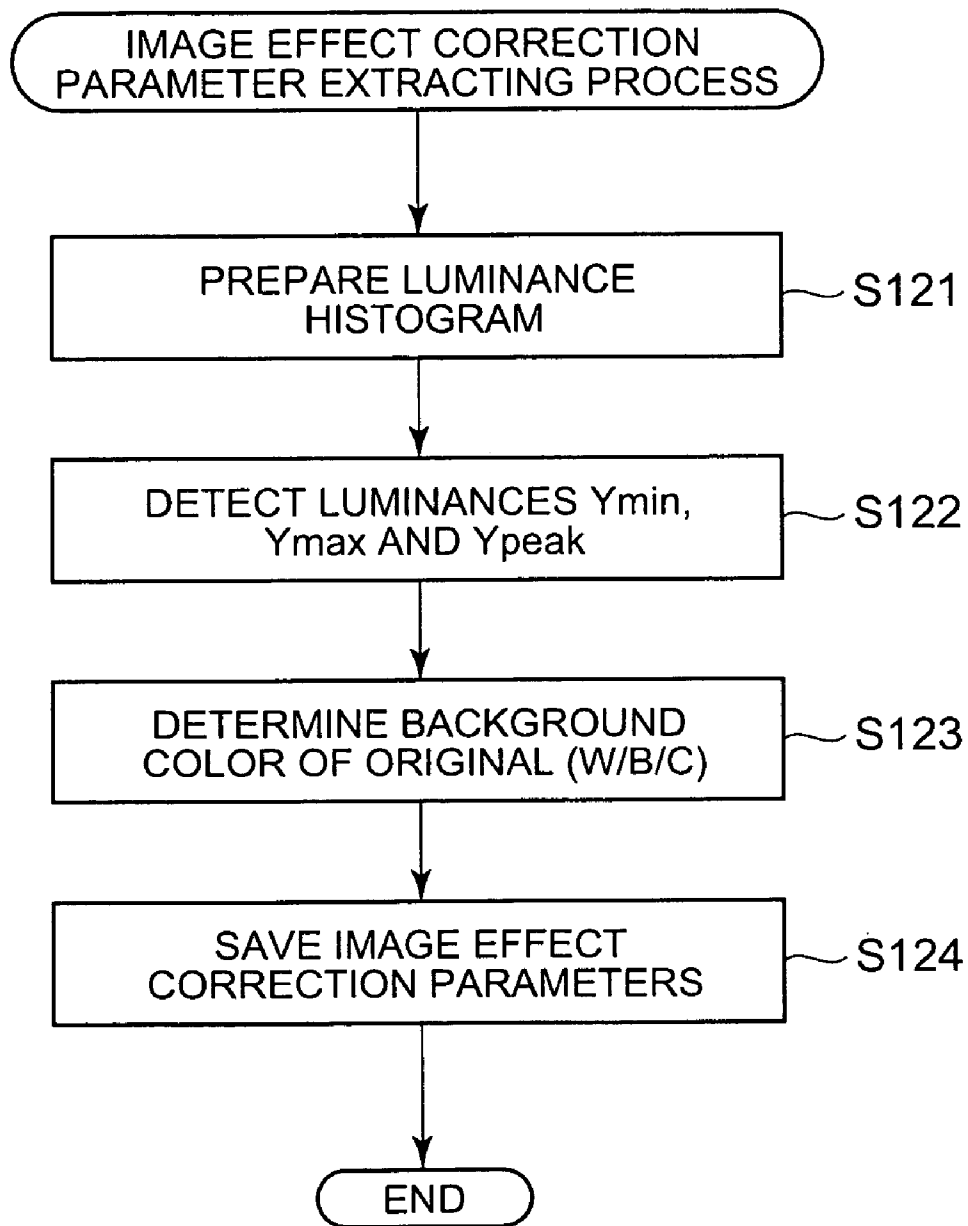 IMAGE EFFECT CORRECTION
PARAMETER EXTRACTING PROCESS
PREPARE LUMINANCE
HISTOGRAM
S121
DETECT LUMINANCES Ymin,
Ymax AND Ypeak
S122
DETERMINE BACKGROUND
COLOR OF ORIGINAL (W/B/C)
S123
SAVE IMAGE EFFECT
CORRECTION PARAMETERS
S124
END